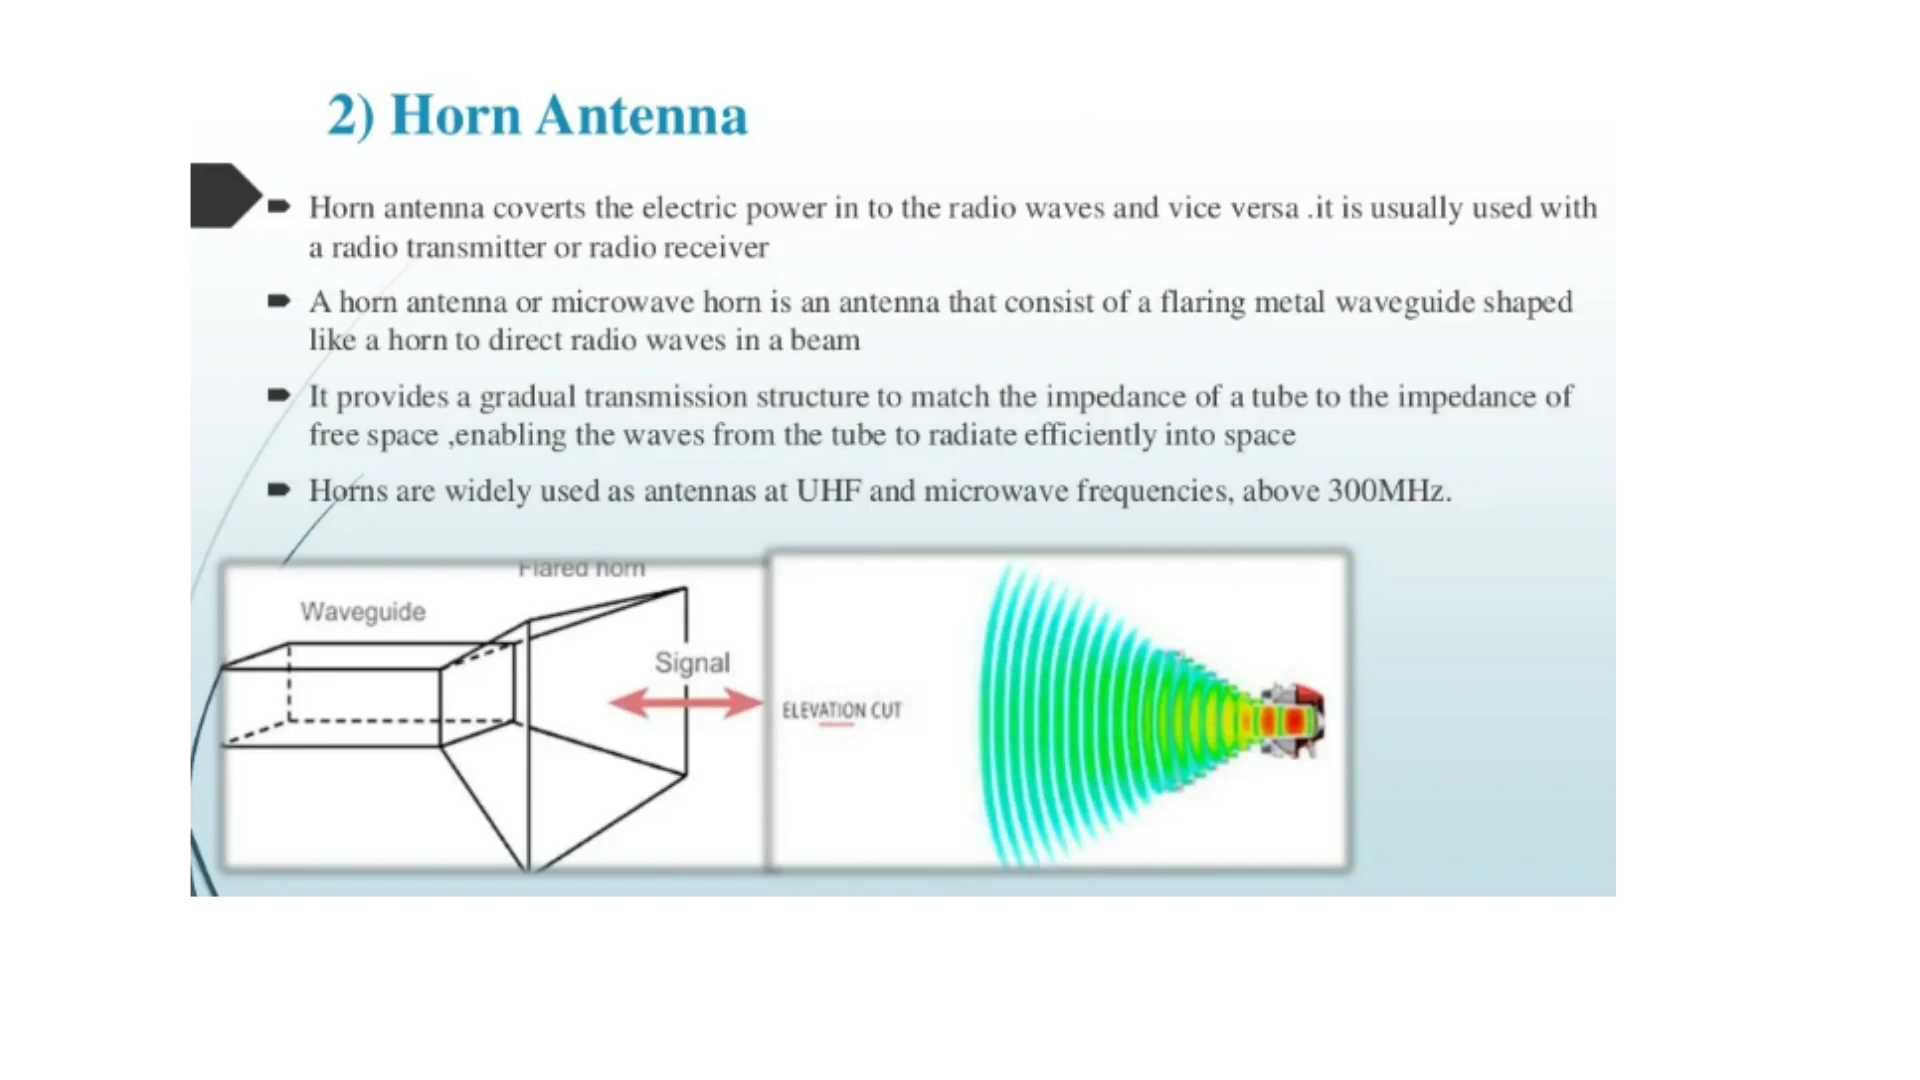 2) Horn Antenna
Horn antenna coverts the electric power in to the radio waves and vice versa .it is usually used with
a radio transmitter or radio receiver
A horn antenna or microwave horn is an antenna that consist of a flaring metal waveguide shaped
like a horn to direct radio waves in a beam
It provides a gradual transmission structure to match the impedance of a tube to the impedance of
free space ,enabling the waves from the tube to radiate efficiently into space
Horns are widely used as antennas at UHF and microwave frequencies, above 300MHz.
Flared horn
Waveguide
Signal
ELEVATION CUT